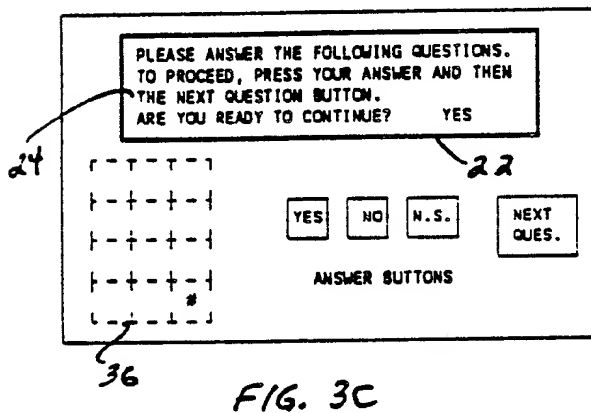 PLEASE ANSWER THE FOLLOWING QUESTIONS.
TO PROCEED, PRESS YOUR ANSWER AND THEN
THE NEXT QUESTION BUTTON.
ARE YOU READY TO CONTINUE? YES
24
22
YES NO N.S. NEXT
QUES.
ANSWER BUTTONS
#
36
FIG. 3C